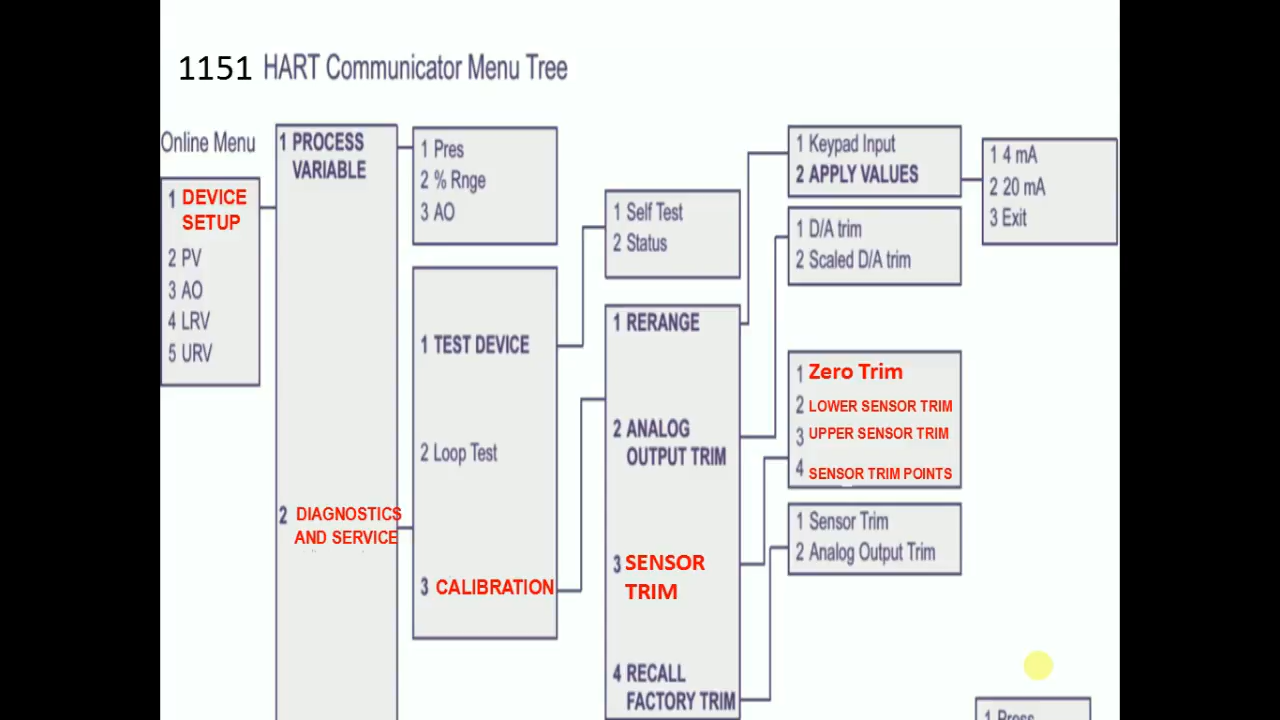 1151 HART Communicator Menu Tree
Online Menu
1 DEVICE
SETUP
2 PV
3 AO
4 LRV
5 URV
1 PROCESS
VARIABLE
2 DIAGNOSTICS
AND SERVICE
1 Pres
2 % Rnge
3 AO
1 TEST DEVICE
2 Loop Test
3 CALIBRATION
1 Self Test
2 Status
1 RERANGE
2 ANALOG
OUTPUT TRIM
3 SENSOR
TRIM
4 RECALL
FACTORY TRIM
1 Keypad Input
2 APPLY VALUES
1 D/A trim
2 Scaled D/A trim
1 Zero Trim
2 LOWER SENSOR TRIM
3 UPPER SENSOR TRIM
4 SENSOR TRIM POINTS
1 Sensor Trim
2 Analog Output Trim
1 4 mA
2 20 mA
3 Exit
1 Press